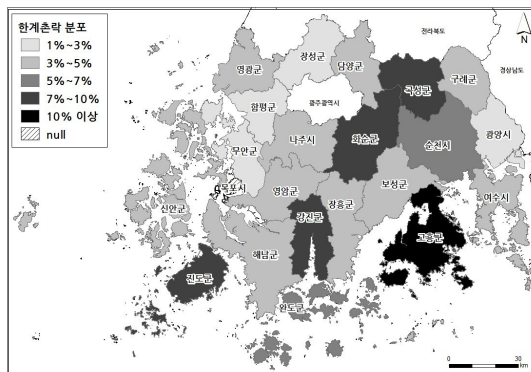 한계촌락 분포
1%~3%
3%~5%
5%~7%
7%~10%
10% 이상
null
전라북도
N
경상남도
장성군
담양군
영광군
곡성군
구례군
함평군
광주광역시
화순군
순천시
광양시
나주시
무안군
목포시
영암군
보성군
여수시
신안군
장흥군
강진군
고흥군
해남군
진도군
완도군
0
30
km